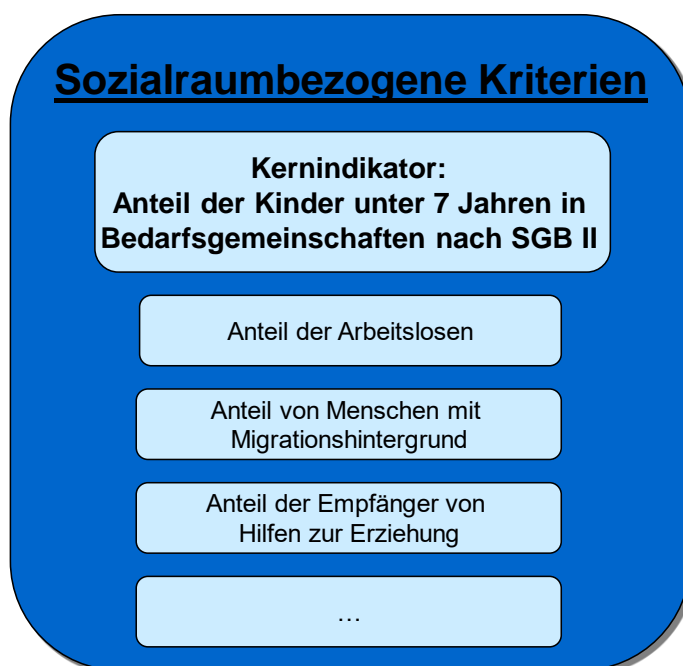 Sozialraumbezogene Kriterien
Kernindikator:
Anteil der Kinder unter 7 Jahren in
Bedarfsgemeinschaften nach SGB II
Anteil der Arbeitslosen
Anteil von Menschen mit
Migrationshintergrund
Anteil der Empfänger von
Hilfen zur Erziehung
…